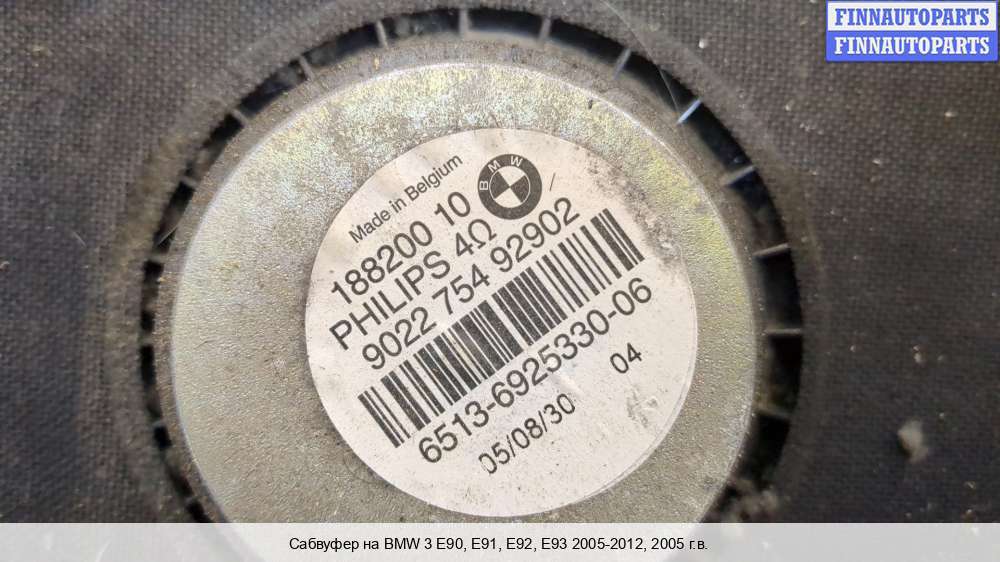 FINNAUTOPARTS
FINNAUTOPARTS
Made in Belgium
BMW
188200 10
PHILIPS 4Ω
9022 754 92902
6513-6925330-06
05/08/30
04
Сабвуфер на BMW 3 E90, E91, E92, E93 2005-2012, 2005 г.в.